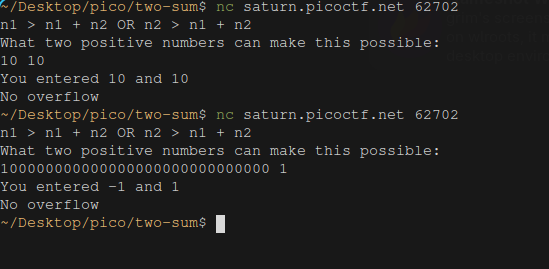 ~/Desktop/pico/two-sum$ nc saturn.picoctf.net 62702
n1 > n1 + n2 OR n2 > n1 + n2
What two positive numbers can make this possible:
10 10
You entered 10 and 10
No overflow
~/Desktop/pico/two-sum$ nc saturn.picoctf.net 62702
n1 > n1 + n2 OR n2 > n1 + n2
What two positive numbers can make this possible:
10000000000000000000000000000000 1
You entered -1 and 1
No overflow
~/Desktop/pico/two-sum$